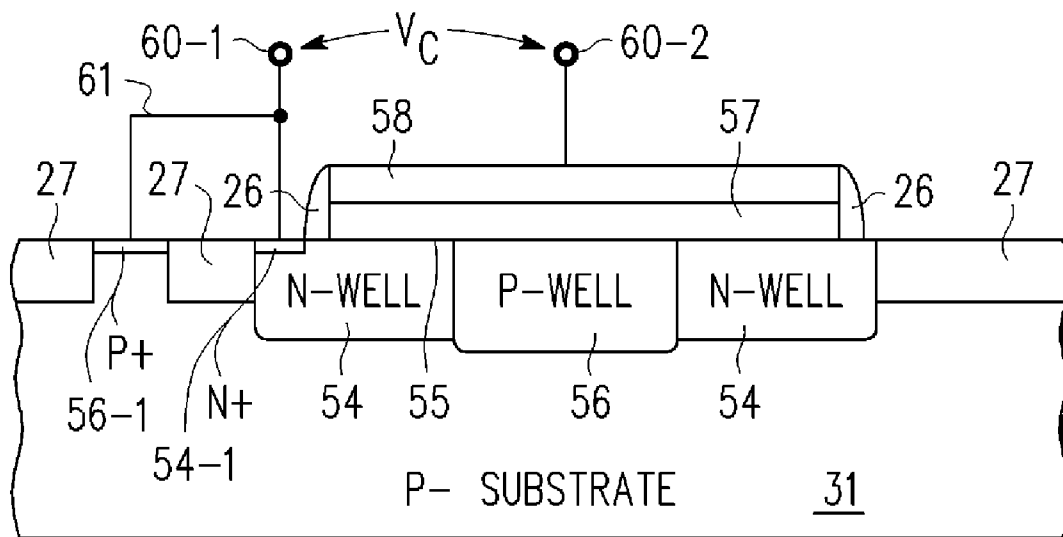 60-1 V_C 60-2
61
58 57
27 27 26 26 27
N-WELL P-WELL N-WELL
P+
56-1 N+ 54 55 56 54
54-1
P- SUBSTRATE 31